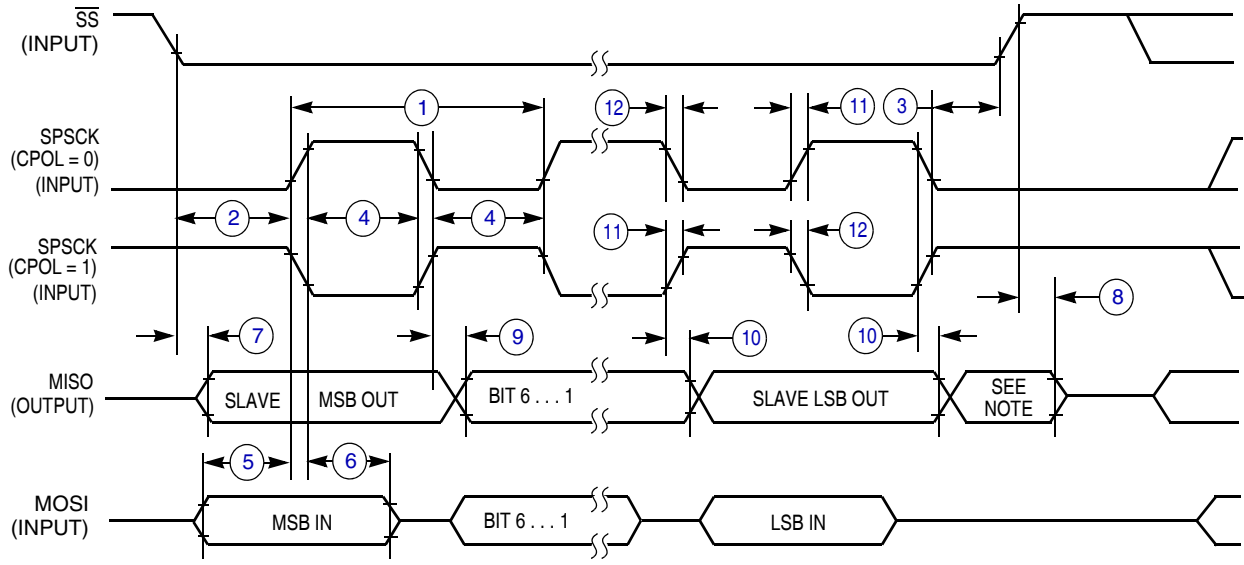 SS
(INPUT)
1
12
11
3
SPSCK
(CPOL = 0)
(INPUT)
2
4
4
11
12
SPSCK
(CPOL = 1)
(INPUT)
7
9
10
10
8
MISO
(OUTPUT)
SLAVE
MSB OUT
BIT 6 . . . 1
SLAVE LSB OUT
SEE
NOTE
5
6
MOSI
(INPUT)
MSB IN
BIT 6 . . . 1
LSB IN